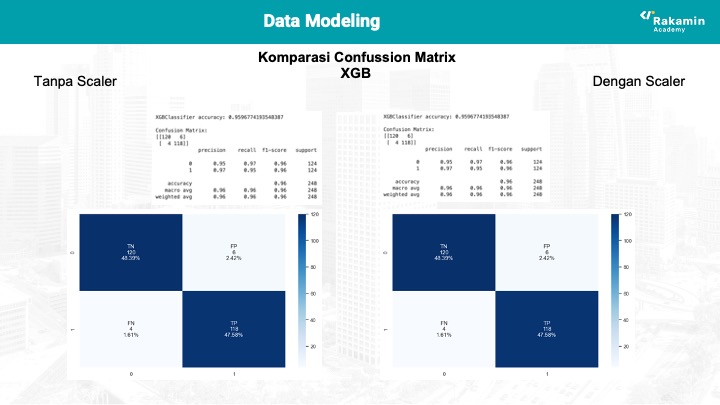 Data Modeling
Rakamin
Academy
Komparasi Confussion Matrix
XGB
Tanpa Scaler
Dengan Scaler
XGBClassifier accuracy: 0.9596774193548387
Confusion Matrix:
[[120 6]
[ 4 118]]
precision recall f1-score support
0 0.95 0.97 0.96 124
1 0.97 0.95 0.96 124
accuracy 0.96 248
macro avg 0.96 0.96 0.96 248
weighted avg 0.96 0.96 0.96 248
XGBClassifier accuracy: 0.9596774193548387
Confusion Matrix:
[[120 6]
[ 4 118]]
precision recall f1-score support
0 0.95 0.97 0.96 124
1 0.97 0.95 0.96 124
accuracy 0.96 248
macro avg 0.96 0.96 0.96 248
weighted avg 0.96 0.96 0.96 248
TN
120
48.39%
FP
6
2.42%
FN
4
1.61%
TP
118
47.58%
0
1
0
1
120
100
80
60
40
20
TN
120
48.39%
FP
6
2.42%
FN
4
1.61%
TP
118
47.58%
0
1
0
1
120
100
80
60
40
20